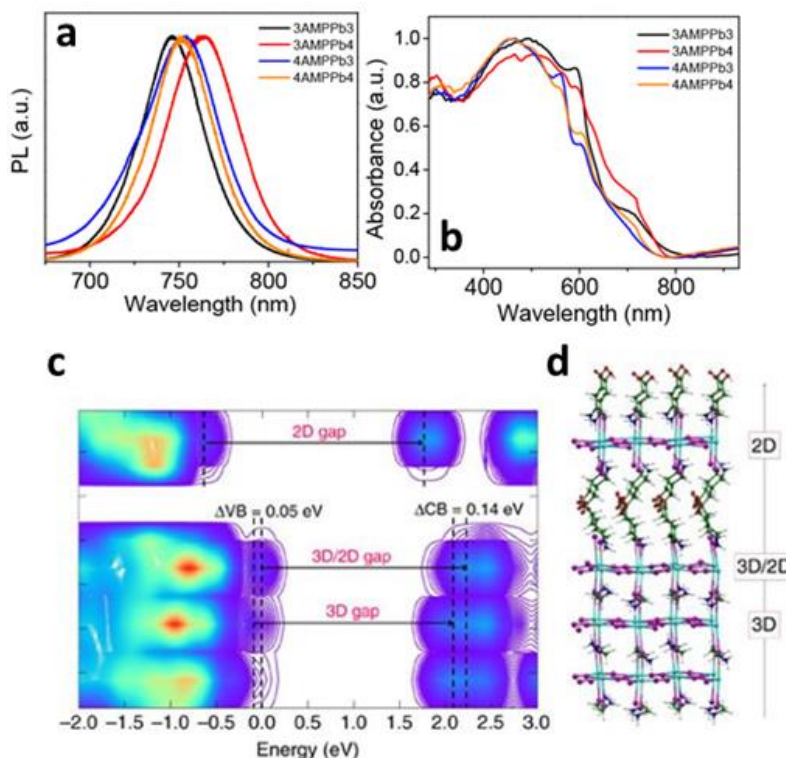 a
3AMPPb3
3AMPPb4
4AMPPb3
4AMPPb4
PL (a.u.)
700 750 800 850
Wavelength (nm)
3AMPPb3
3AMPPb4
4AMPPb3
4AMPPb4
1.0
0.8
0.6
0.4
0.2
0.0
Absorbance (a.u.)
b
400 600 800
Wavelength (nm)
c
2D gap
ΔVB = 0.05 eV ΔCB = 0.14 eV
3D/2D gap
3D gap
−2.0 −1.5 −1.0 −0.5 0.0 0.5 1.0 1.5 2.0 2.5 3.0
Energy (eV)
d
2D
3D/2D
3D